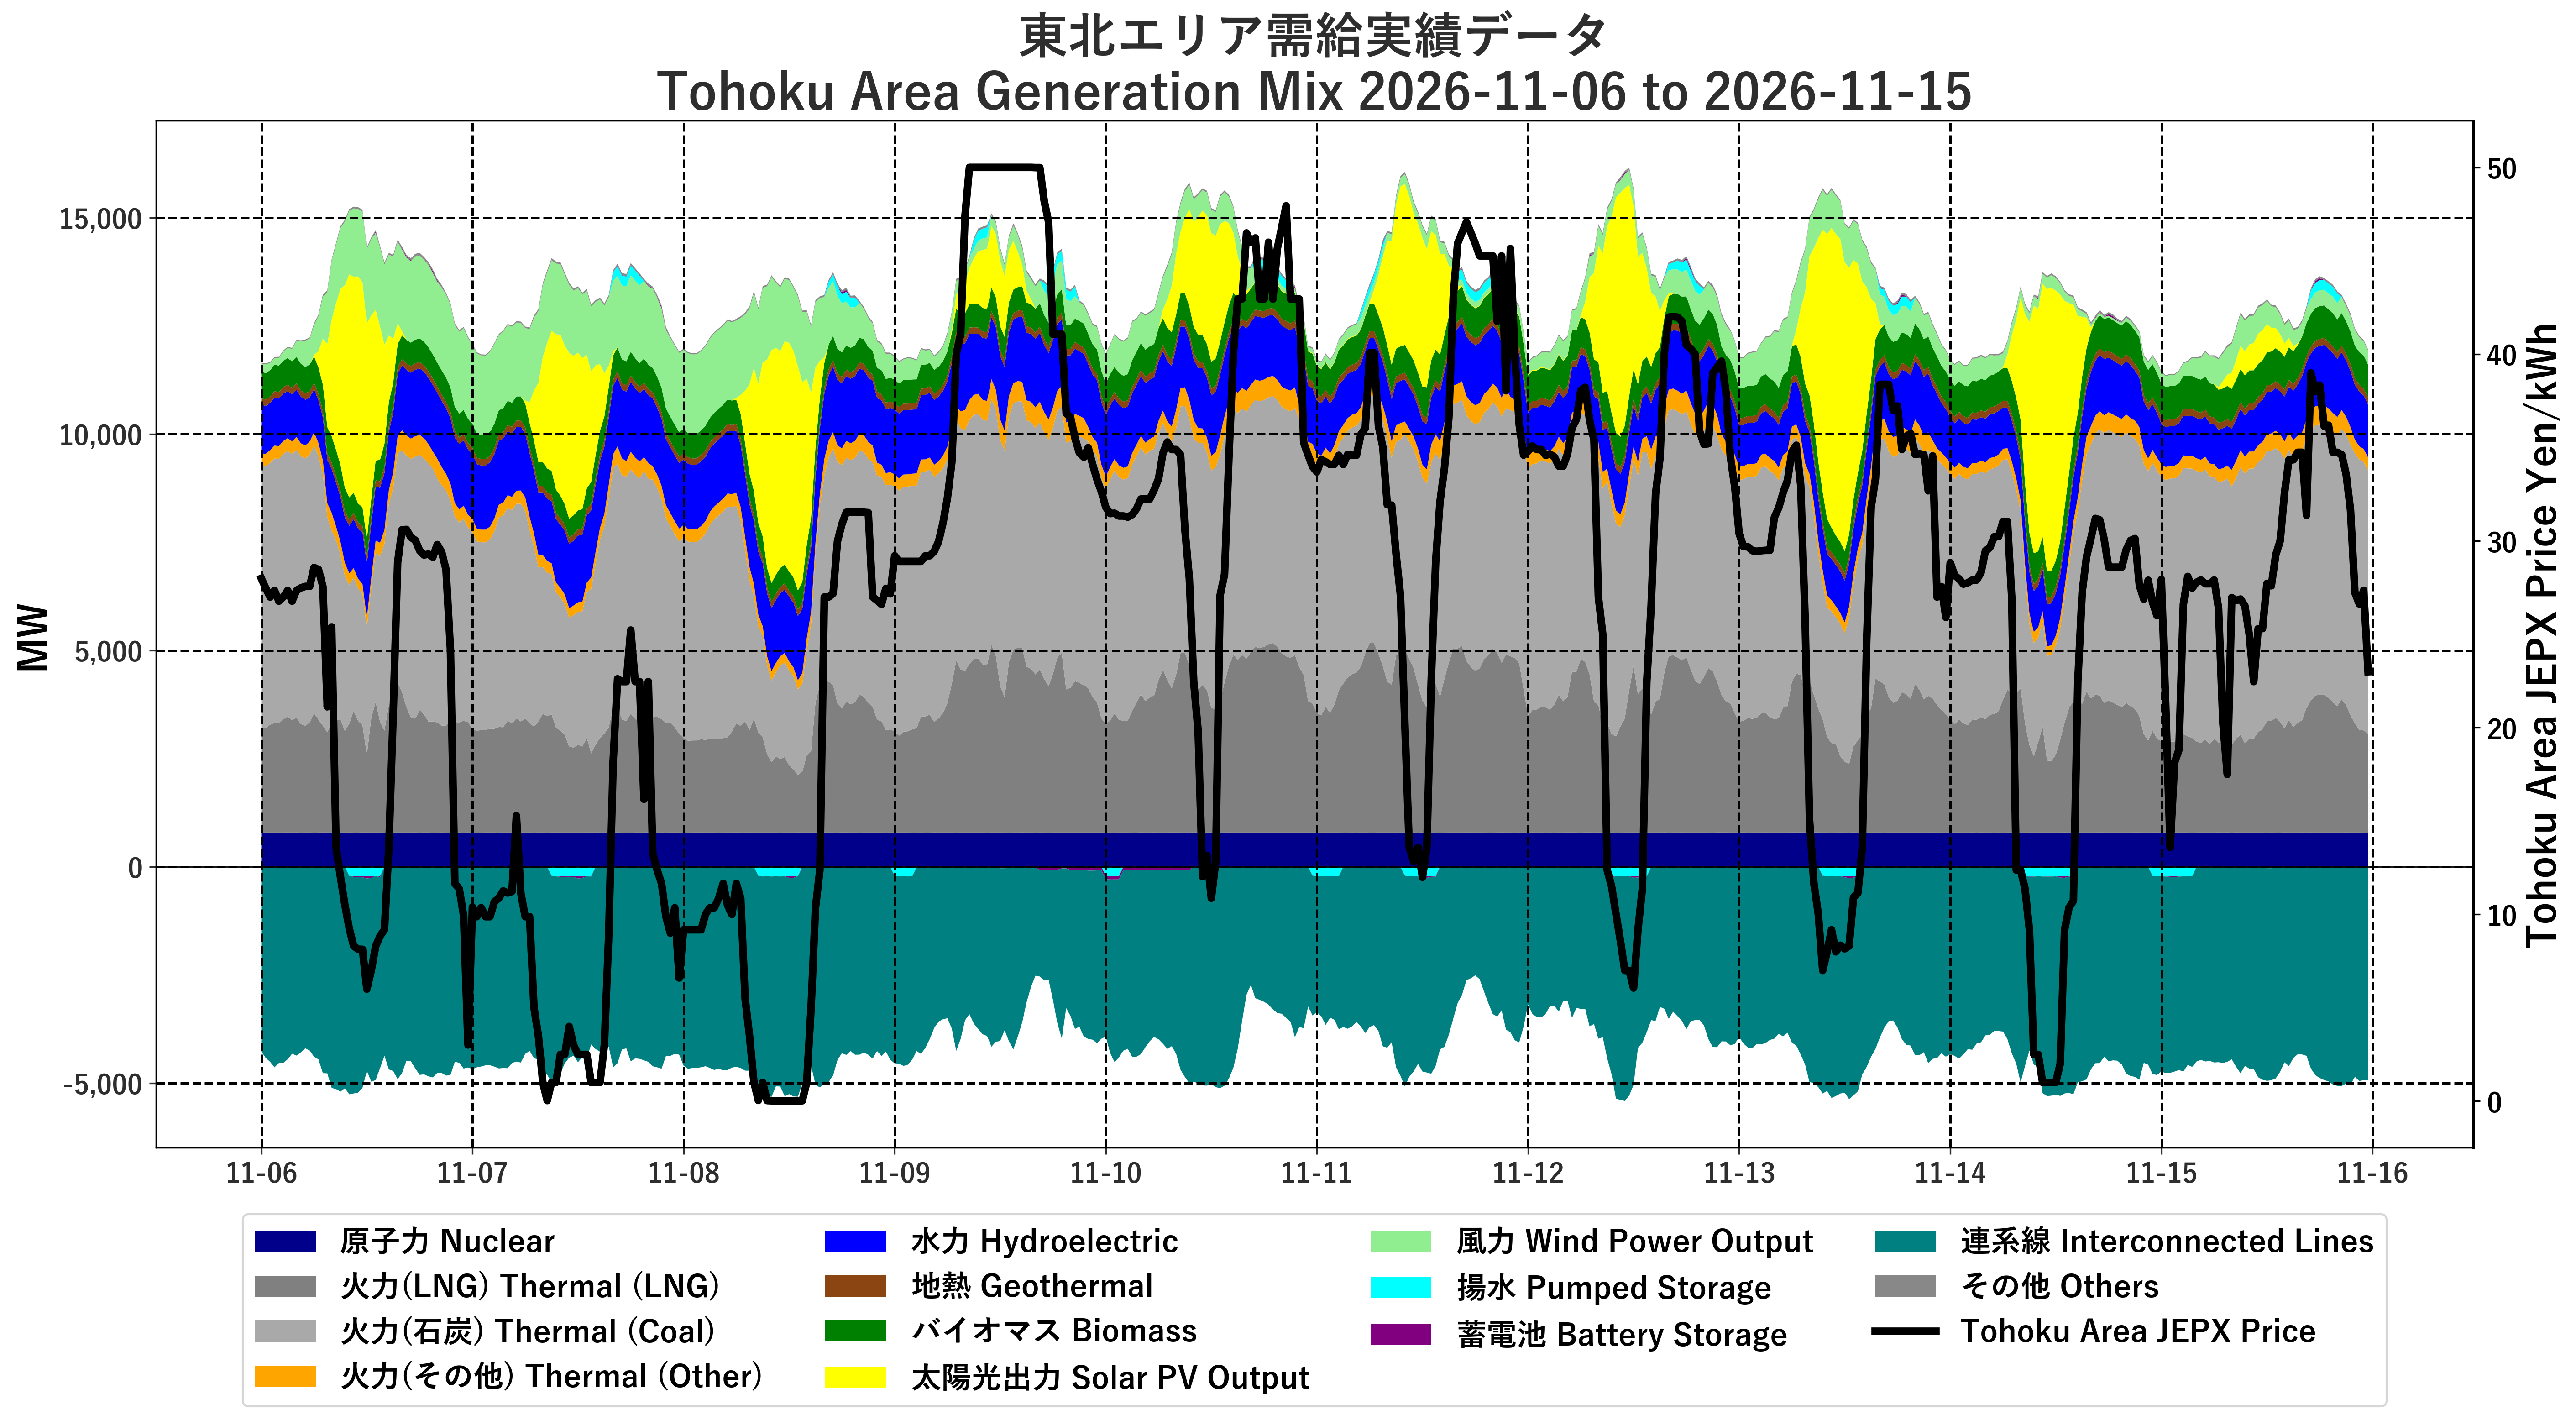 東北エリア需給実績データ
Tohoku Area Generation Mix 2026-11-06 to 2026-11-15
MW
15,000
10,000
5,000
0
-5,000
50
40
30
20
10
0
Tohoku Area JEPX Price Yen/kWh
11-06
11-07
11-08
11-09
11-10
11-11
11-12
11-13
11-14
11-15
11-16
原子力 Nuclear
火力(LNG) Thermal (LNG)
火力(石炭) Thermal (Coal)
火力(その他) Thermal (Other)
水力 Hydroelectric
地熱 Geothermal
バイオマス Biomass
太陽光出力 Solar PV Output
風力 Wind Power Output
揚水 Pumped Storage
蓄電池 Battery Storage
連系線 Interconnected Lines
その他 Others
Tohoku Area JEPX Price